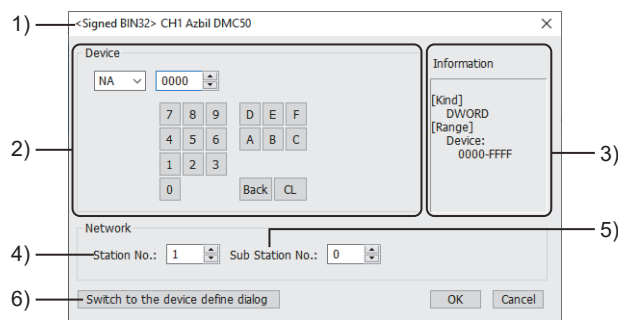 1)
<Signed BIN32> CH1 Azbil DMC50
Device
NA 0000
7 8 9 D E F
4 5 6 A B C
1 2 3
0 Back CL
2)
Information
[Kind]
DWORD
[Range]
Device:
0000-FFFF
3)
Network
4)
Station No.: 1 Sub Station No.: 0
5)
6)
Switch to the device define dialog
OK Cancel